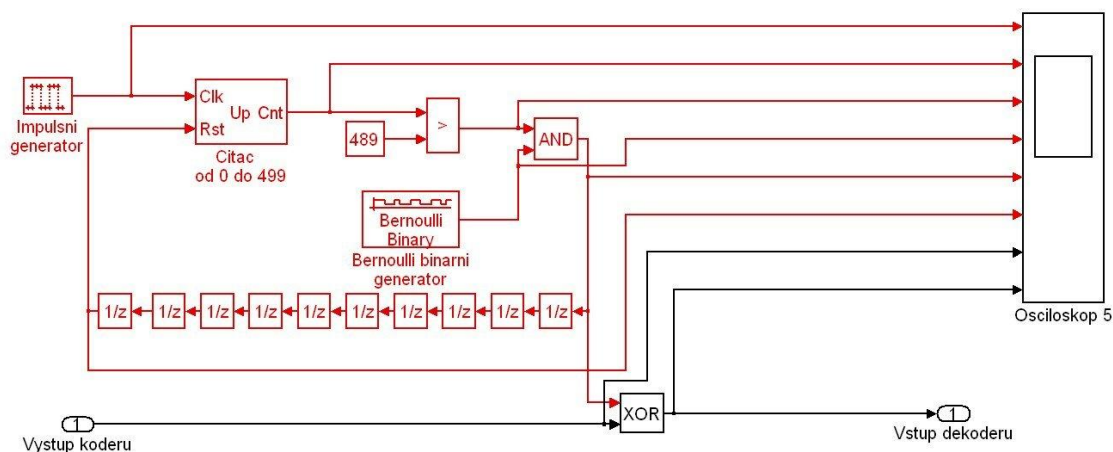 Impulsni
generator
Clk
Up Cnt
Rst
Citac
od 0 do 499
489
>
AND
Bernoulli
Binary
Bernoulli binarni
generator
1/z 1/z 1/z 1/z 1/z 1/z 1/z 1/z 1/z 1/z
Osciloskop 5
1
Vystup koderu
XOR
1
Vstup dekoderu